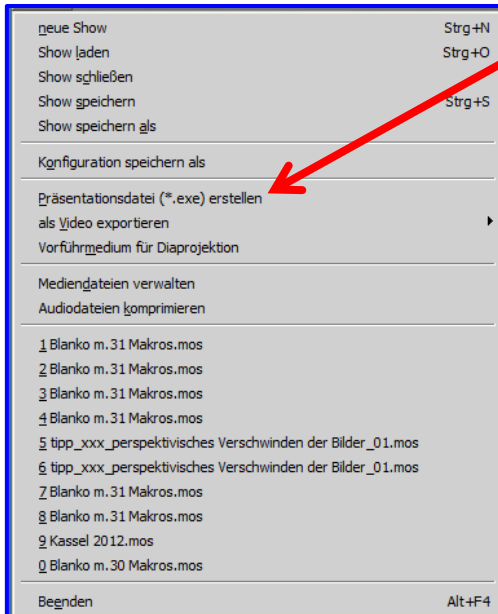 neue Show Strg+N
Show laden Strg+O
Show schließen
Show speichern Strg+S
Show speichern als
Konfiguration speichern als
Präsentationsdatei (*.exe) erstellen
als Video exportieren
Vorführmedium für Diaprojektion
Mediendateien verwalten
Audiodateien komprimieren
1 Blanko m.31 Makros.mos
2 Blanko m.31 Makros.mos
3 Blanko m.31 Makros.mos
4 Blanko m.31 Makros.mos
5 tipp_xxx_perspektivisches Verschwinden der Bilder_01.mos
6 tipp_xxx_perspektivisches Verschwinden der Bilder_01.mos
7 Blanko m.31 Makros.mos
8 Blanko m.31 Makros.mos
9 Kassel 2012.mos
0 Blanko m.30 Makros.mos
Beenden Alt+F4